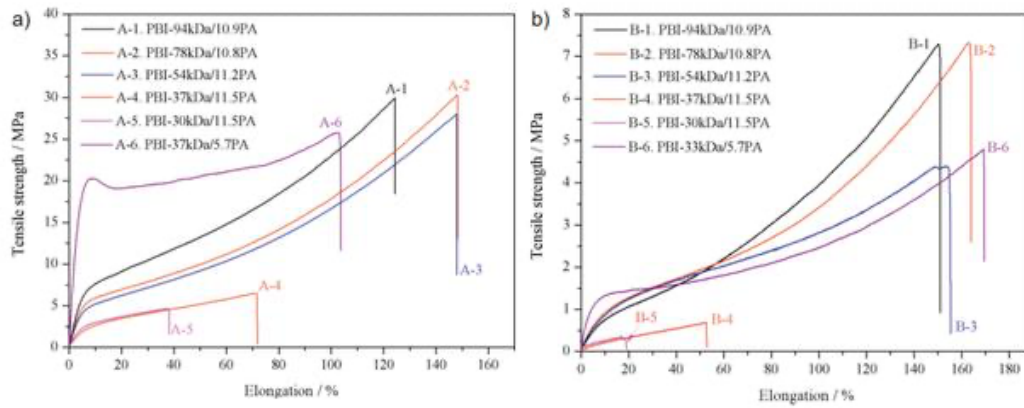 a)
A-1. PBI-94kDa/10.9PA
A-2. PBI-78kDa/10.8PA
A-3. PBI-54kDa/11.2PA
A-4. PBI-37kDa/11.5PA
A-5. PBI-30kDa/11.5PA
A-6. PBI-37kDa/5.7PA
A-1
A-2
A-6
A-3
A-4
A-5
Tensile strength / MPa
40
35
30
25
20
15
10
5
0
0 20 40 60 80 100 120 140 160
Elongation / %
b)
B-1. PBI-94kDa/10.9PA
B-2. PBI-78kDa/10.8PA
B-3. PBI-54kDa/11.2PA
B-4. PBI-37kDa/11.5PA
B-5. PBI-30kDa/11.5PA
B-6. PBI-33kDa/5.7PA
B-1
B-2
B-6
B-5
B-4
B-3
Tensile strength / MPa
8
7
6
5
4
3
2
1
0
0 20 40 60 80 100 120 140 160 180
Elongation / %